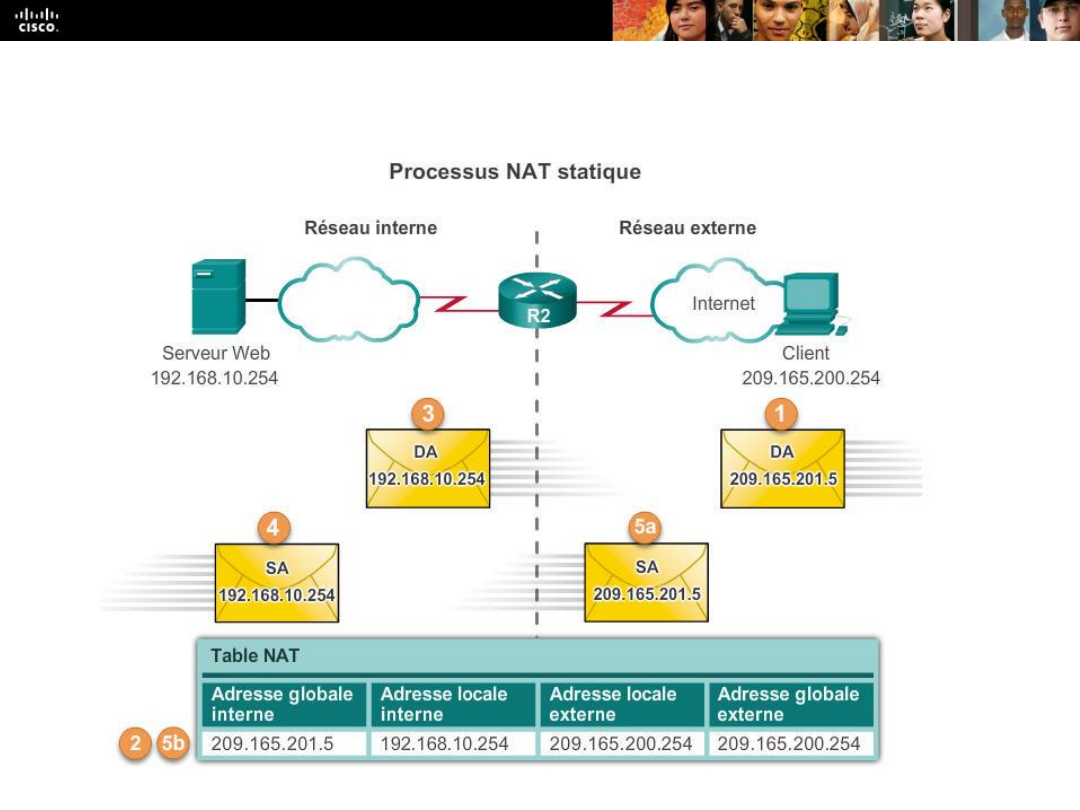 CISCO.
Processus NAT statique
Réseau interne
Réseau externe
Internet
R2
Serveur Web
192.168.10.254
Client
209.165.200.254
3
DA
192.168.10.254
1
DA
209.165.201.5
4
SA
192.168.10.254
5a
SA
209.165.201.5
Table NAT
Adresse globale interne
Adresse locale interne
Adresse locale externe
Adresse globale externe
2 5b 209.165.201.5 192.168.10.254 209.165.200.254 209.165.200.254